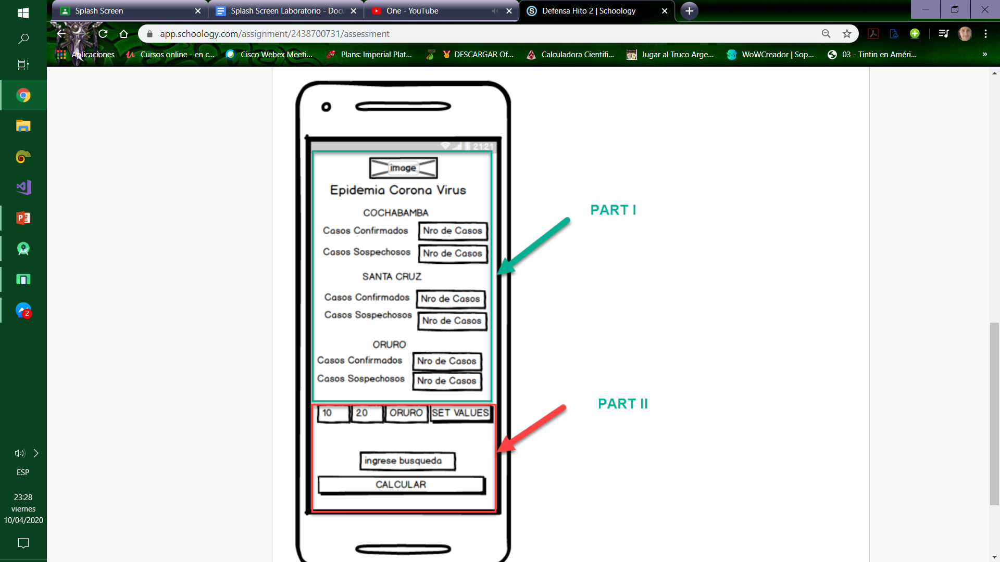 Splash Screen
Splash Screen Laboratorio - Docu
One - YouTube
Defensa Hito 2 | Schoology
app.schoology.com/assignment/2438700731/assessment
Aplicaciones
Cursos online - en c...
Cisco Webex Meeti...
Plans: Imperial Plat...
DESCARGAR Of...
Calculadora Cientifi...
Jugar al Truco Arge...
WoWCreador | Sop...
03 - Tintin en Améri...
»
21:21
image
Epidemia Corona Virus
COCHABAMBA
Casos Confirmados Nro de Casos
Casos Sospechosos Nro de Casos
SANTA CRUZ
Casos Confirmados Nro de Casos
Casos Sospechosos Nro de Casos
ORURO
Casos Confirmados Nro de Casos
Casos Sospechosos Nro de Casos
10 20 ORURO SET VALUES
ingrese busqueda
CALCULAR
PART I
PART II
2
ESP
23:28
viernes
10/04/2020